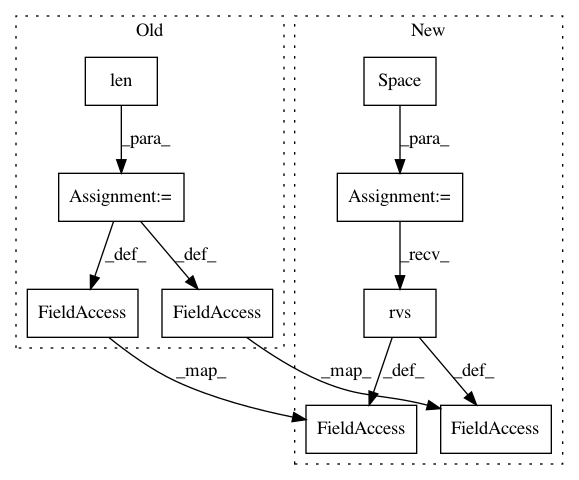 Old
New
len
Space
_para_
_para_
Assignment:=
Assignment:=
_def_
_def_
_recv_
FieldAccess
FieldAccess
rvs
_map_
_map_
_def_
_def_
FieldAccess
FieldAccess